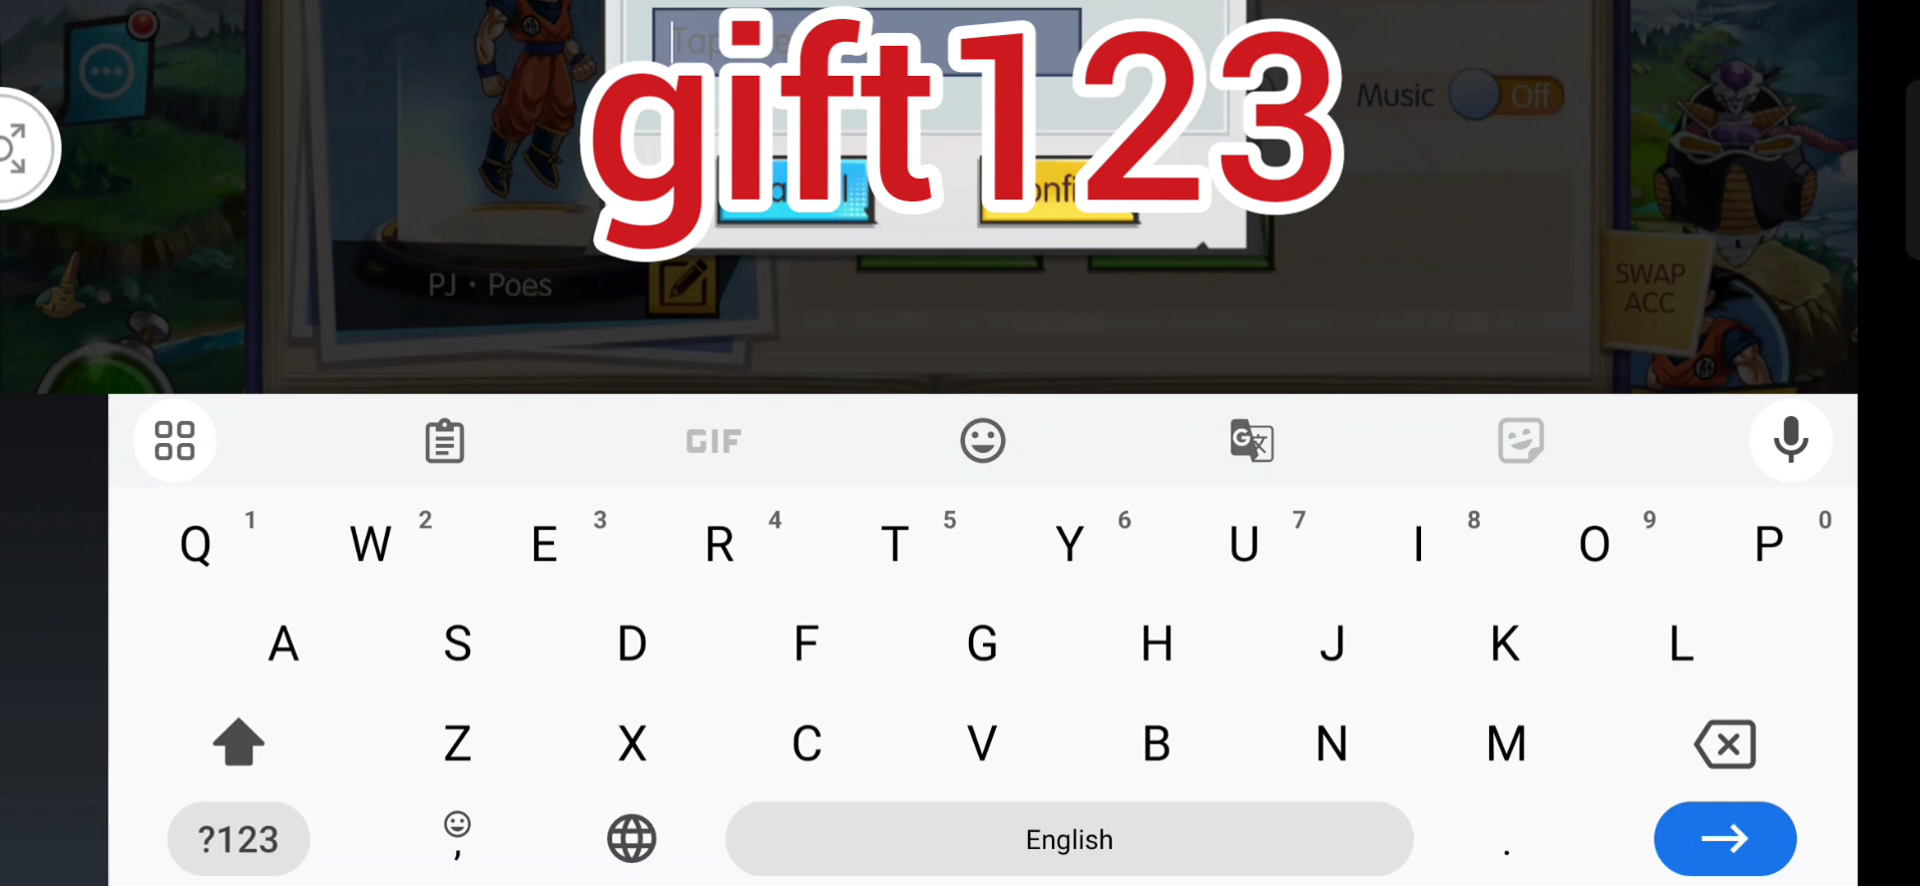 gift123
Music
Off
PJ · Poes
SWAP
ACC
GIF
G
Q 1 W 2 E 3 R 4 T 5 Y 6 U 7 I 8 O 9 P 0
A S D F G H J K L
Z X C V B N M
?123 , English .